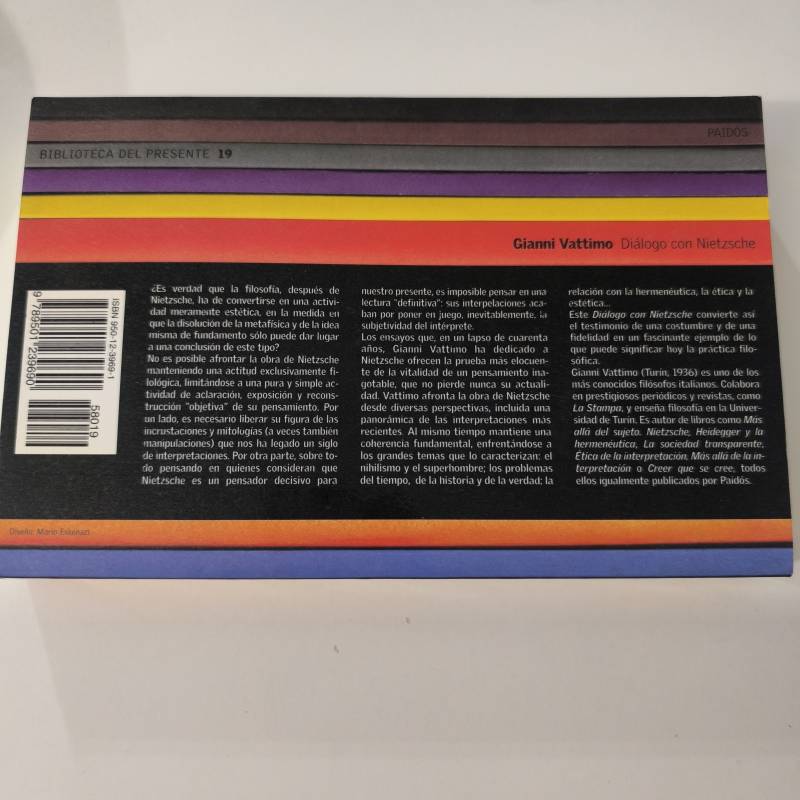 PAIDÓS
BIBLIOTECA DEL PRESENTE 19
Gianni Vattimo Diálogo con Nietzsche
¿Es verdad que la filosofía, después de
Nietzsche, ha de convertirse en una activi-
dad meramente estética, en la medida en
que la disolución de la metafísica y de la idea
misma de fundamento sólo puede dar lugar
a una conclusión de este tipo?
No es posible afrontar la obra de Nietzsche
manteniendo una actitud exclusivamente fi-
lológica, limitándose a una pura y simple ac-
tividad de aclaración, exposición y recons-
trucción "objetiva" de su pensamiento. Por
un lado, es necesario liberar su figura de las
incrustaciones y mitologías (a veces también
manipulaciones) que nos ha legado un siglo
de interpretaciones. Por otra parte, sobre to-
do pensando en quienes consideran que
Nietzsche es un pensador decisivo para
nuestro presente, es imposible pensar en una
lectura "definitiva": sus interpelaciones aca-
ban por poner en juego, inevitablemente, la
subjetividad del intérprete.
Los ensayos que, en un lapso de cuarenta
años, Gianni Vattimo ha dedicado a
Nietzsche ofrecen la prueba más elocuen-
te de la vitalidad de un pensamiento ina-
gotable, que no pierde nunca su actuali-
dad. Vattimo afronta la obra de Nietzsche
desde diversas perspectivas, incluida una
panorámica de las interpretaciones más
recientes. Al mismo tiempo mantiene una
coherencia fundamental, enfrentándose a
los grandes temas que lo caracterizan: el
nihilismo y el superhombre; los problemas
del tiempo, de la historia y de la verdad; la
relación con la hermenéutica, la ética y la
estética...
Este Diálogo con Nietzsche convierte así
el testimonio de una costumbre y de una
fidelidad en un fascinante ejemplo de lo
que puede significar hoy la práctica filo-
sófica.
Gianni Vattimo (Turín, 1936) es uno de los
más conocidos filósofos italianos. Colabora
en prestigiosos periódicos y revistas, como
La Stampa, y enseña filosofía en la Univer-
sidad de Turín. Es autor de libros como Más
allá del sujeto. Nietzsche, Heidegger y la
hermenéutica, La sociedad transparente,
Ética de la interpretación, Más allá de la in-
terpretación o Creer que se cree, todos
ellos igualmente publicados por Paidós.
ISBN 950-12-3969-1
9789501239690
58019
Diseño: Mario Eskenazi